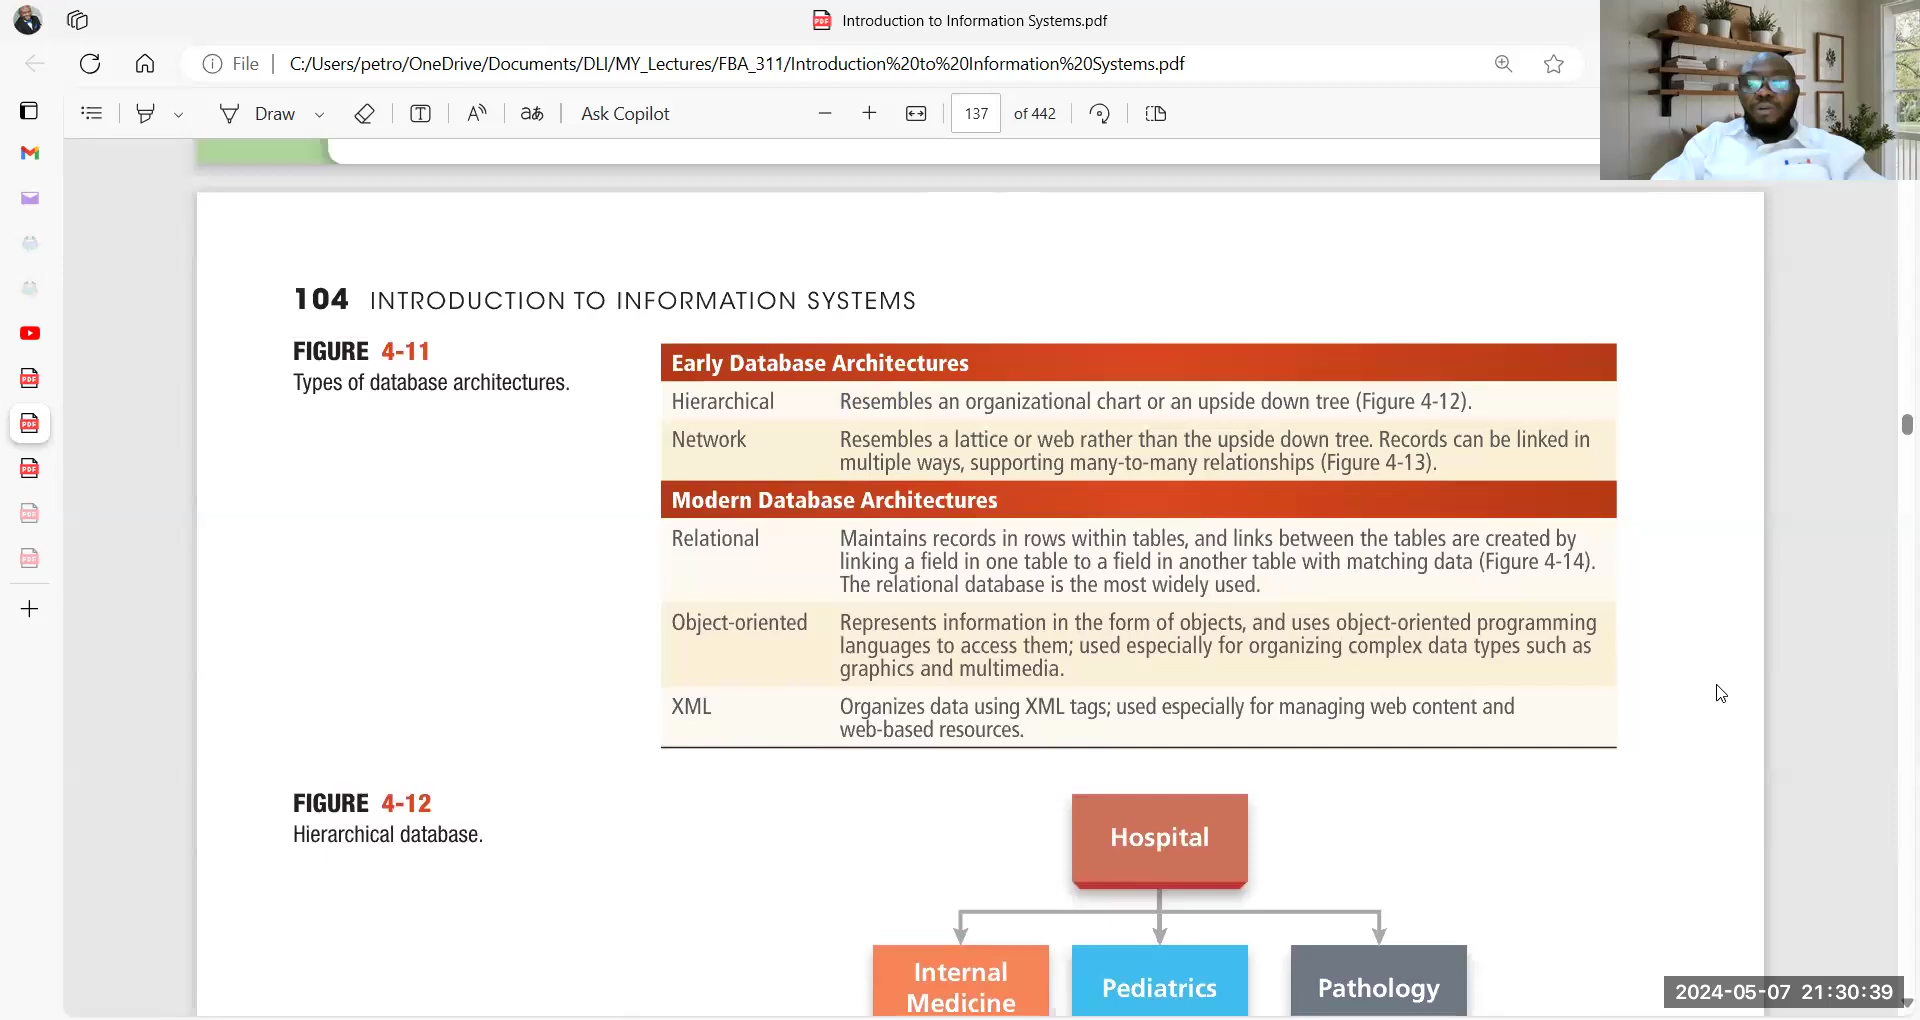 Introduction to Information Systems.pdf
File
C:/Users/petro/OneDrive/Documents/DLI/MY_Lectures/FBA_311/Introduction%20to%20Information%20Systems.pdf
Draw
Ask Copilot
137 of 442
104 INTRODUCTION TO INFORMATION SYSTEMS
FIGURE 4-11
Types of database architectures.
Early Database Architectures
Hierarchical Resembles an organizational chart or an upside down tree (Figure 4-12).
Network Resembles a lattice or web rather than the upside down tree. Records can be linked in
multiple ways, supporting many-to-many relationships (Figure 4-13).
Modern Database Architectures
Relational Maintains records in rows within tables, and links between the tables are created by
linking a field in one table to a field in another table with matching data (Figure 4-14).
The relational database is the most widely used.
Object-oriented Represents information in the form of objects, and uses object-oriented programming
languages to access them; used especially for organizing complex data types such as
graphics and multimedia.
XML Organizes data using XML tags; used especially for managing web content and
web-based resources.
FIGURE 4-12
Hierarchical database.
Hospital
Internal
Medicine
Pediatrics
Pathology
2024-05-07 21:30:39